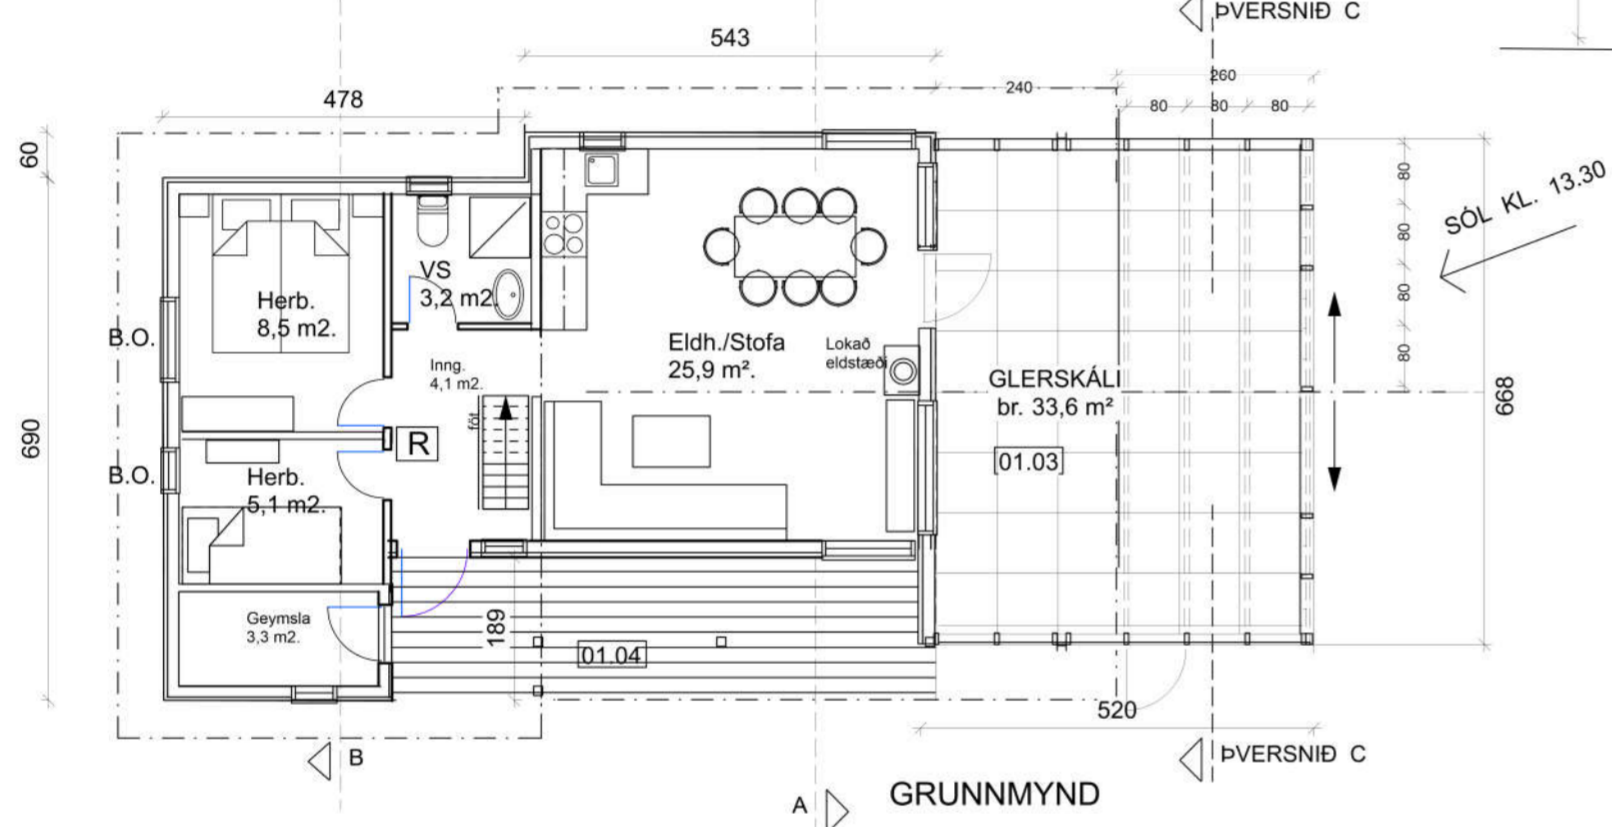 ÞVERSNIÐ C
543
260
240
478
80 80 80
60
80
SÓL KL. 13.30
80
VS
3,2 m2.
Herb.
8,5 m2.
80
B.O.
Eldh./Stofa
25,9 m².
Lokað
eldstæði
Inng.
4,1 m2.
80
GLERSKÁLI
br. 33,6 m²
668
föt
R
690
01.03
B.O.
Herb.
5,1 m2.
Geymsla
3,3 m2.
189
01.04
520
B
ÞVERSNIÐ C
A
GRUNNMYND